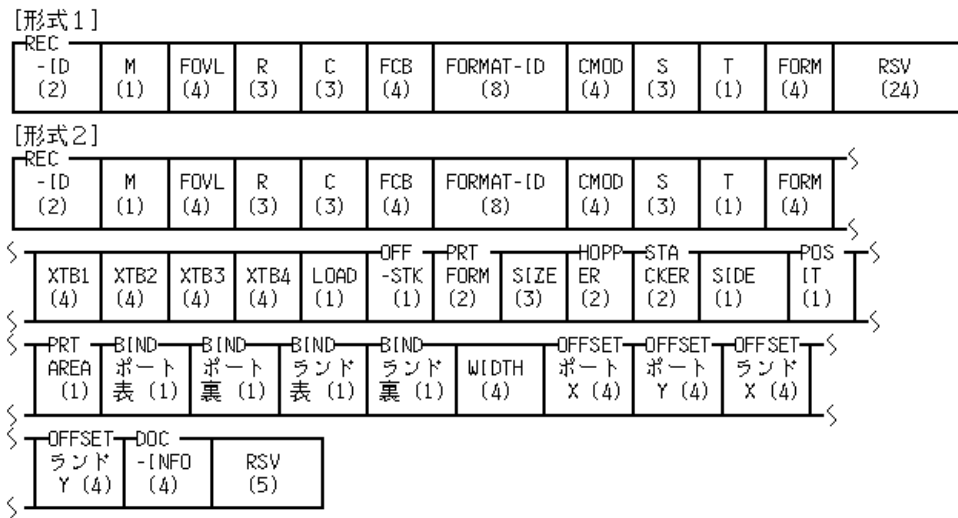 [形式1]
REC
-ID M FOVL R C FCB FORMAT-ID CMOD S T FORM RSV
(2) (1) (4) (3) (3) (4) (8) (4) (3) (1) (4) (24)
[形式2]
REC
-ID M FOVL R C FCB FORMAT-ID CMOD S T FORM
(2) (1) (4) (3) (3) (4) (8) (4) (3) (1) (4)
OFF PRT HOPP STA POS
XTB1 XTB2 XTB3 XTB4 LOAD -STK FORM SIZE ER CKER SIDE IT
(4) (4) (4) (4) (1) (1) (2) (3) (2) (2) (1) (1)
PRT BIND BIND BIND BIND OFFSET OFFSET OFFSET
AREA ポート ポート ランド ランド WIDTH ポート ポート ランド
(1) 表 (1) 裏 (1) 表 (1) 裏 (1) (4) X (4) Y (4) X (4)
OFFSET DOC
ランド -INFO RSV
Y (4) (4) (5)